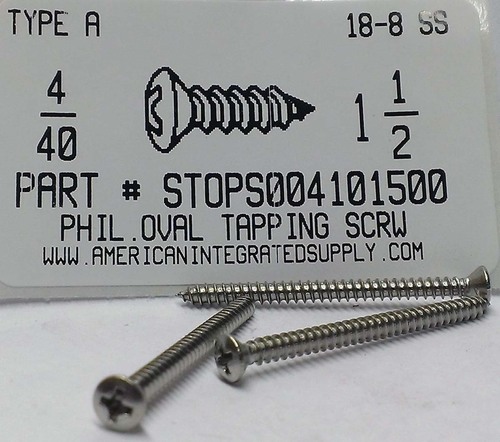 TYPE A 18-8 SS
4/40 1 1/2
PART # STOPS004101500
PHIL.OVAL TAPPING SCRW
WWW.AMERICANINTEGRATEDSUPPLY.COM